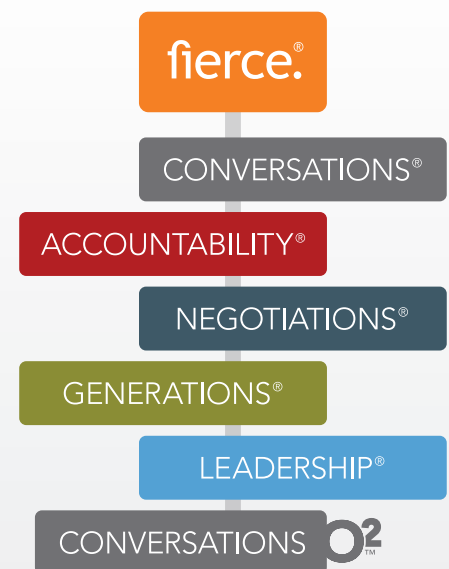 fierce.®
CONVERSATIONS®
ACCOUNTABILITY®
NEGOTIATIONS®
GENERATIONS®
LEADERSHIP®
CONVERSATIONS O2™